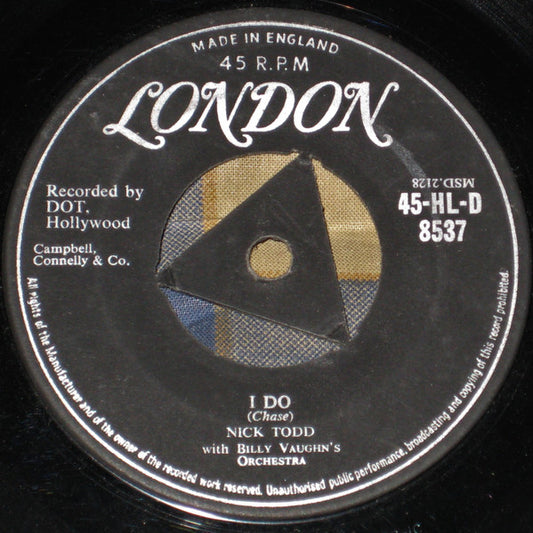 MADE IN ENGLAND
45 R.P.M
LONDON
Recorded by
DOT,
Hollywood
Campbell,
Connelly & Co.
MSD.2128
45-HL-D
8537
I DO
(Chase)
NICK TODD
with BILLY VAUGHN'S
ORCHESTRA
All rights of the Manufacturer and of the owner of the recorded work reserved. Unauthorised public performance, broadcasting and copying of this record prohibited.